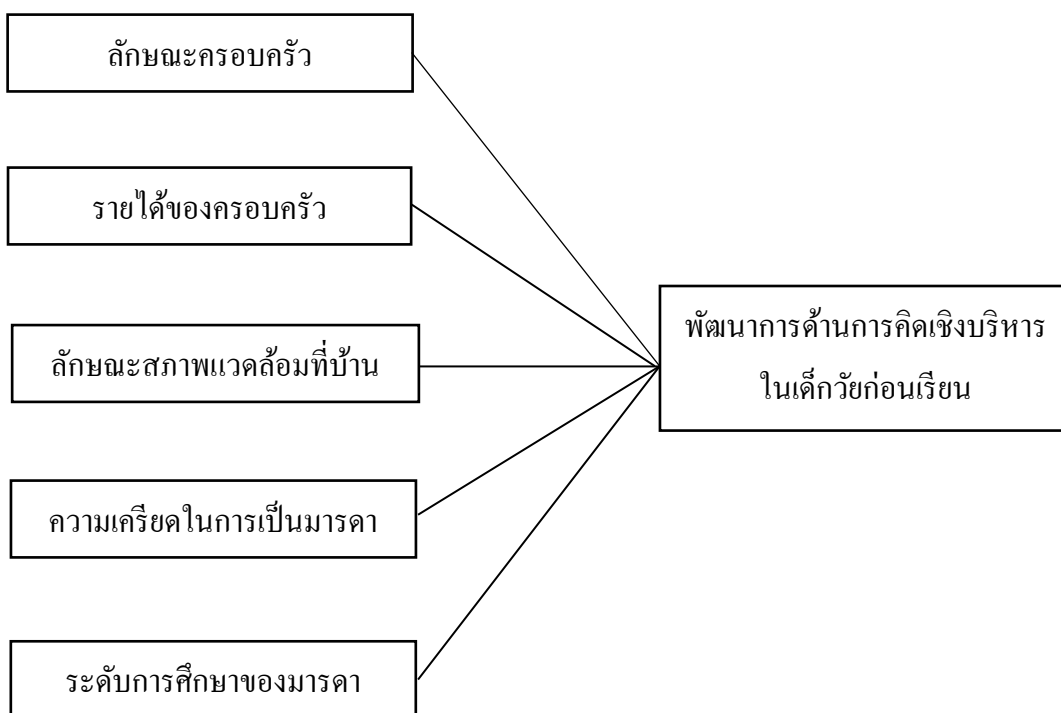 ลักษณะครอบครัว
รายได้ของครอบครัว
ลักษณะสภาพแวดล้อมที่บ้าน
ความเครียดในการเป็นมารดา
ระดับการศึกษาของมารดา
พัฒนาการด้านการคิดเชิงบริหาร
ในเด็กวัยก่อนเรียน